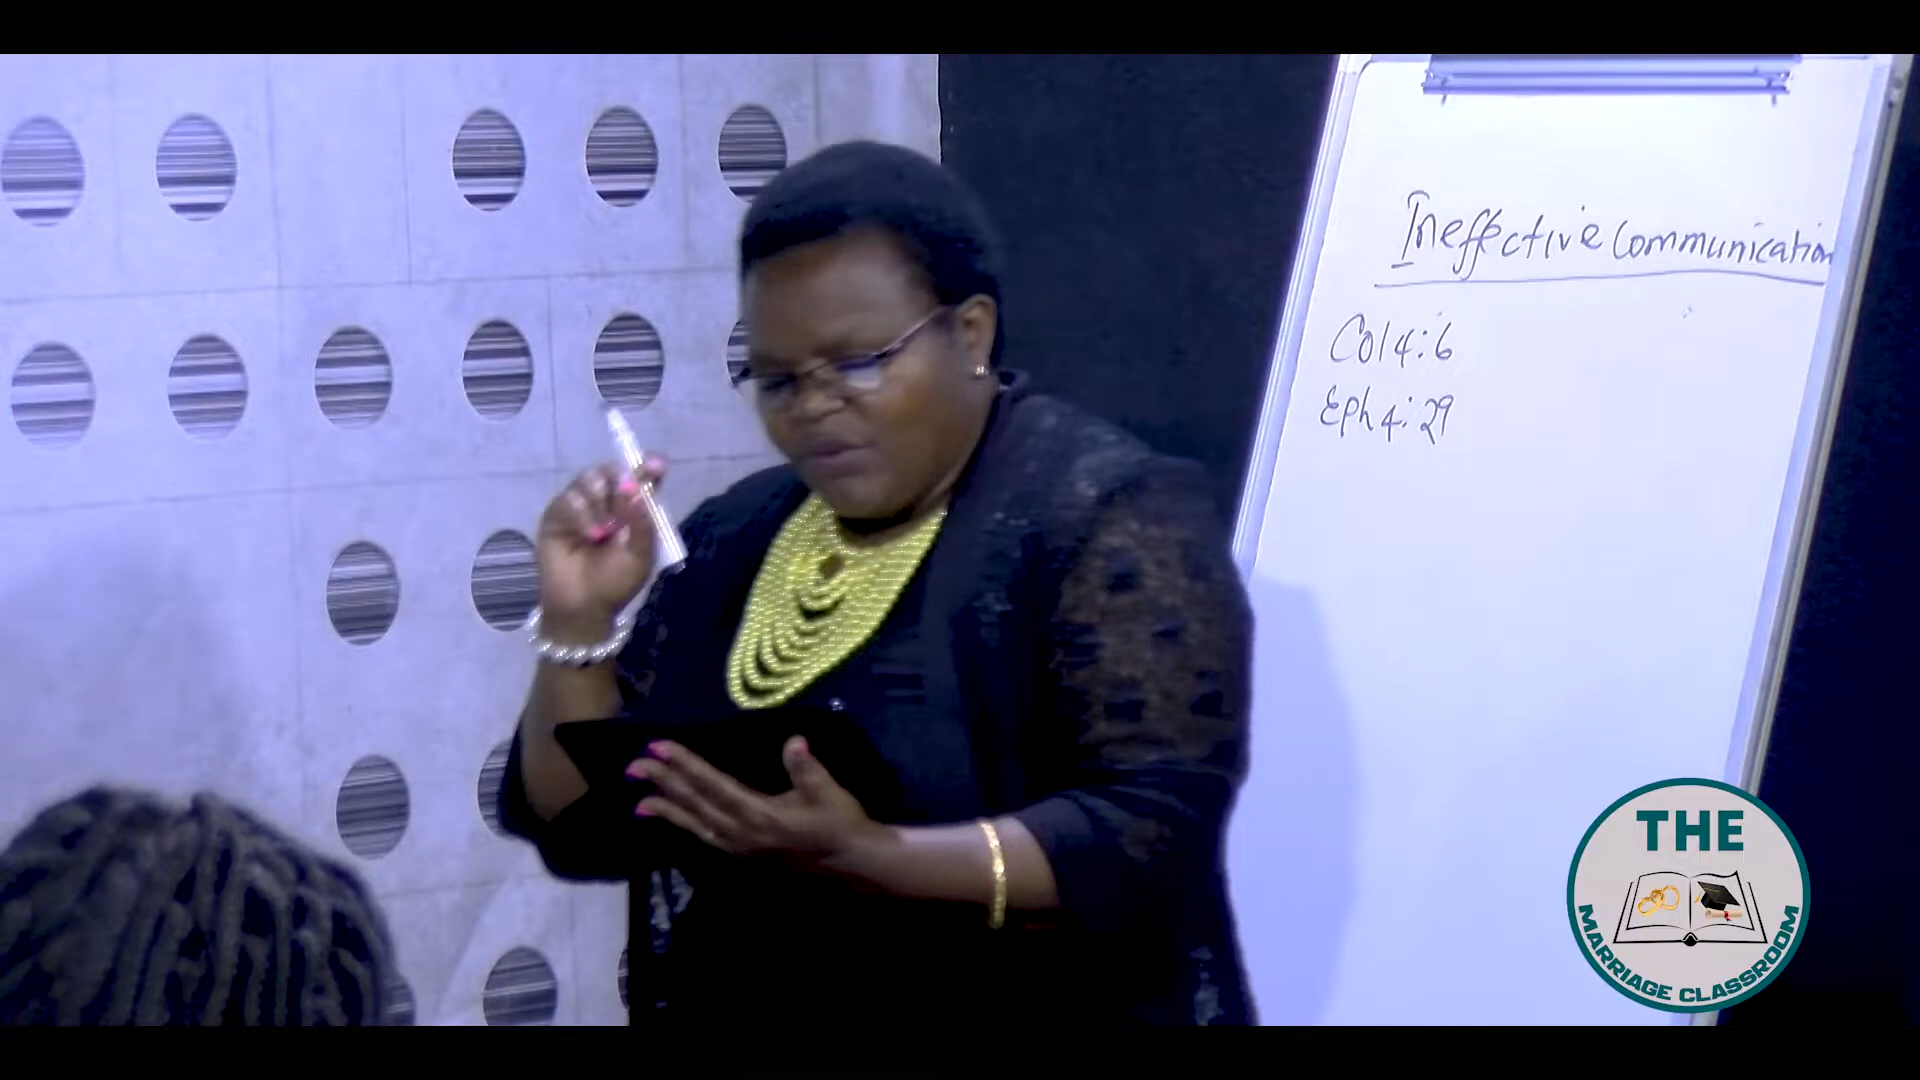 Ineffective Communication
Col 4:6
Eph 4:29
THE
MARRIAGE CLASSROOM